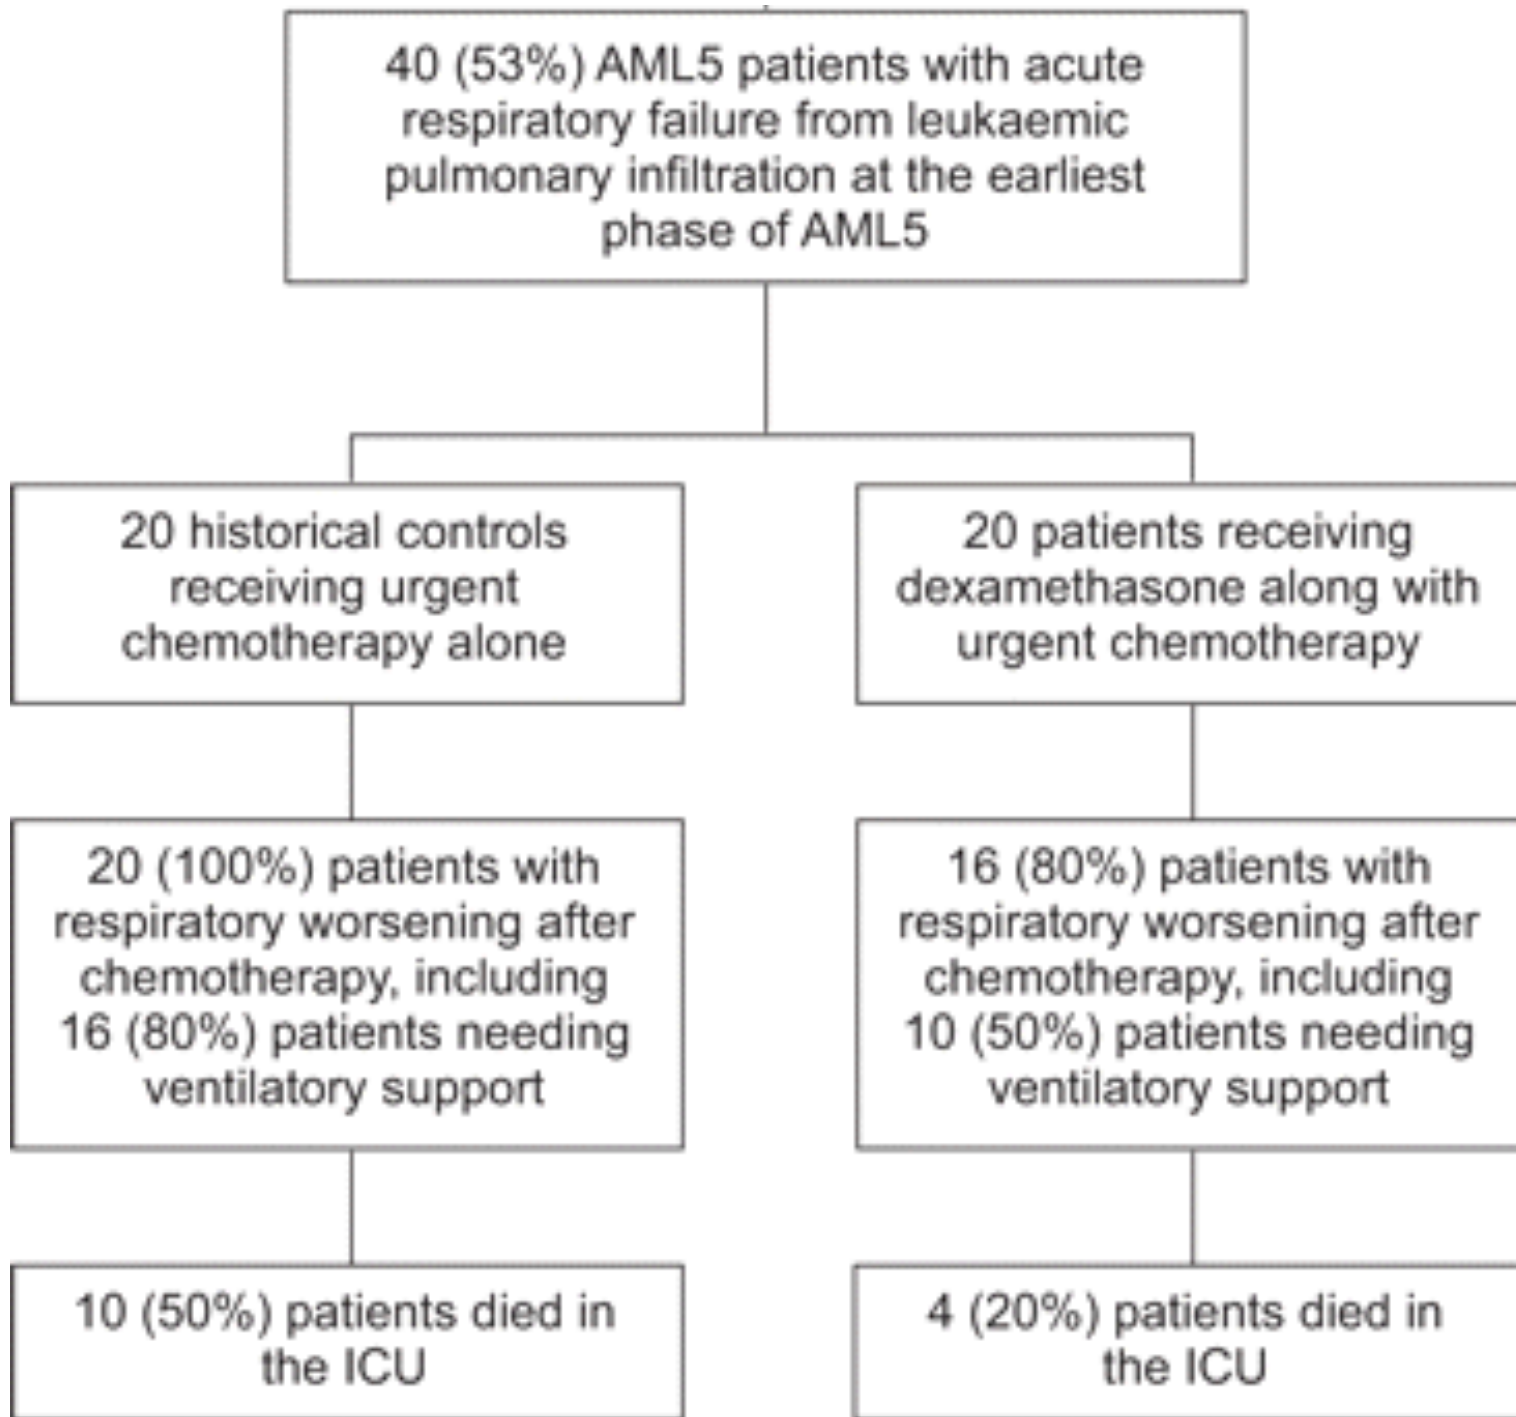 40 (53%) AML5 patients with acute
respiratory failure from leukaemic
pulmonary infiltration at the earliest
phase of AML5
20 historical controls
receiving urgent
chemotherapy alone
20 patients receiving
dexamethasone along with
urgent chemotherapy
20 (100%) patients with
respiratory worsening after
chemotherapy, including
16 (80%) patients needing
ventilatory support
16 (80%) patients with
respiratory worsening after
chemotherapy, including
10 (50%) patients needing
ventilatory support
10 (50%) patients died in
the ICU
4 (20%) patients died in
the ICU